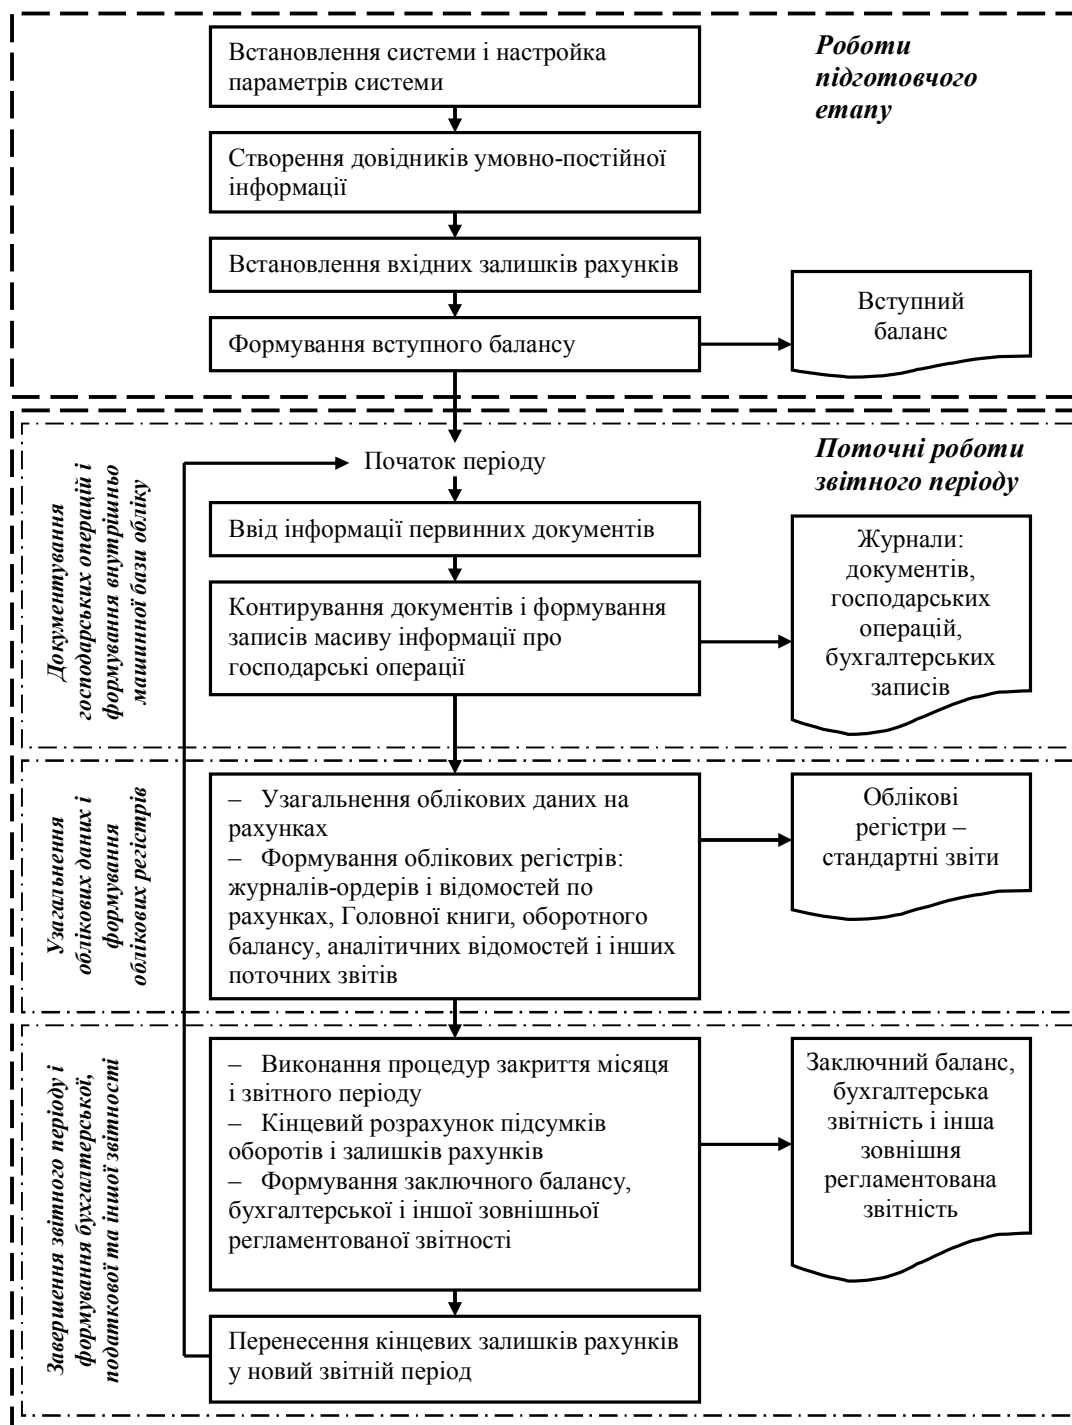 Встановлення системи і настройка
параметрів системи
Роботи
підготовчого
етапу
Створення довідників умовно-постійної
інформації
Встановлення вхідних залишків рахунків
Формування вступного балансу
Вступний
баланс
Документування
господарських операцій і
формування внутрішньо
машинної бази обліку
Початок періоду
Поточні роботи
звітного періоду
Ввід інформації первинних документів
Контирування документів і формування
записів масиву інформації про
господарські операції
Журнали:
документів,
господарських
операцій,
бухгалтерських
записів
Узагальнення
облікових даних і
формування
облікових регістрів
– Узагальнення облікових даних на
рахунках
– Формування облікових регістрів:
журналів-ордерів і відомостей по
рахунках, Головної книги, оборотного
балансу, аналітичних відомостей і інших
поточних звітів
Облікові
регістри –
стандартні звіти
Завершення звітного періоду і
формування бухгалтерської,
податкової та іншої звітності
– Виконання процедур закриття місяця
і звітного періоду
– Кінцевий розрахунок підсумків
оборотів і залишків рахунків
– Формування заключного балансу,
бухгалтерської і іншої зовнішньої
регламентованої звітності
Заключний баланс,
бухгалтерська
звітність і інша
зовнішня
регламентована
звітність
Перенесення кінцевих залишків рахунків
у новий звітній період